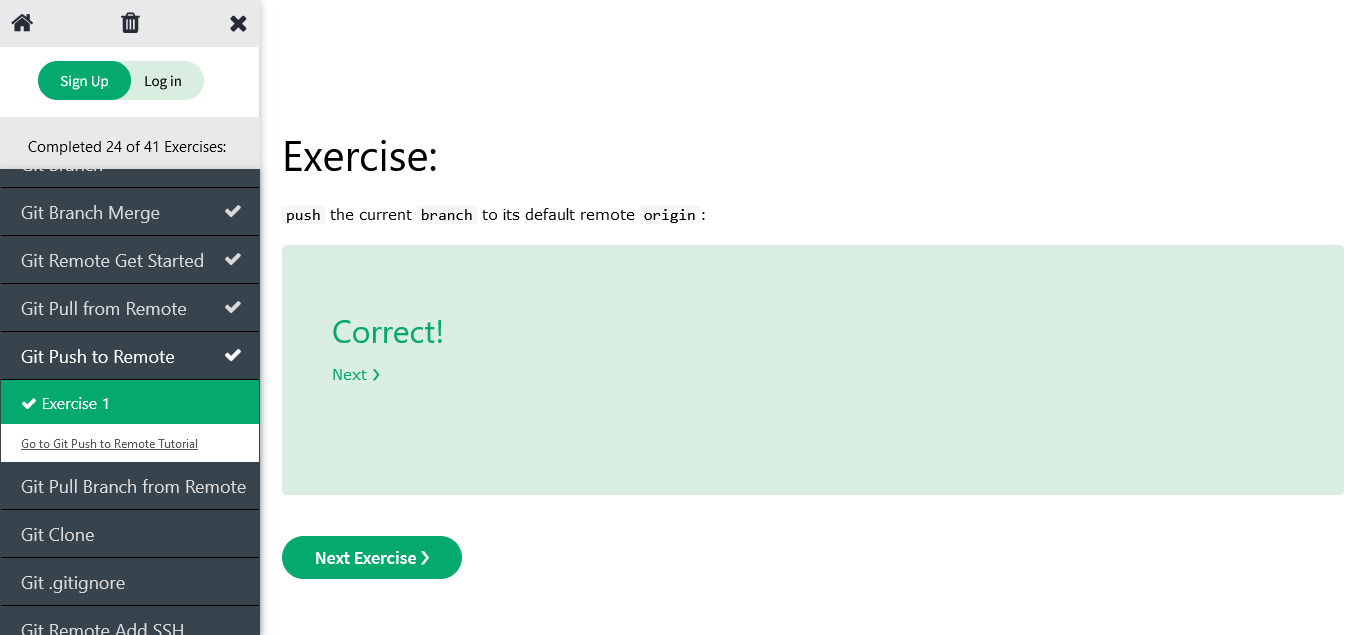 Sign Up
Log in
Completed 24 of 41 Exercises:
Git Branch
Git Branch Merge
Git Remote Get Started
Git Pull from Remote
Git Push to Remote
Exercise 1
Go to Git Push to Remote Tutorial
Git Pull Branch from Remote
Git Clone
Git .gitignore
Git Remote Add SSH
Exercise:
push the current branch to its default remote origin:
Correct!
Next ❯
Next Exercise ❯